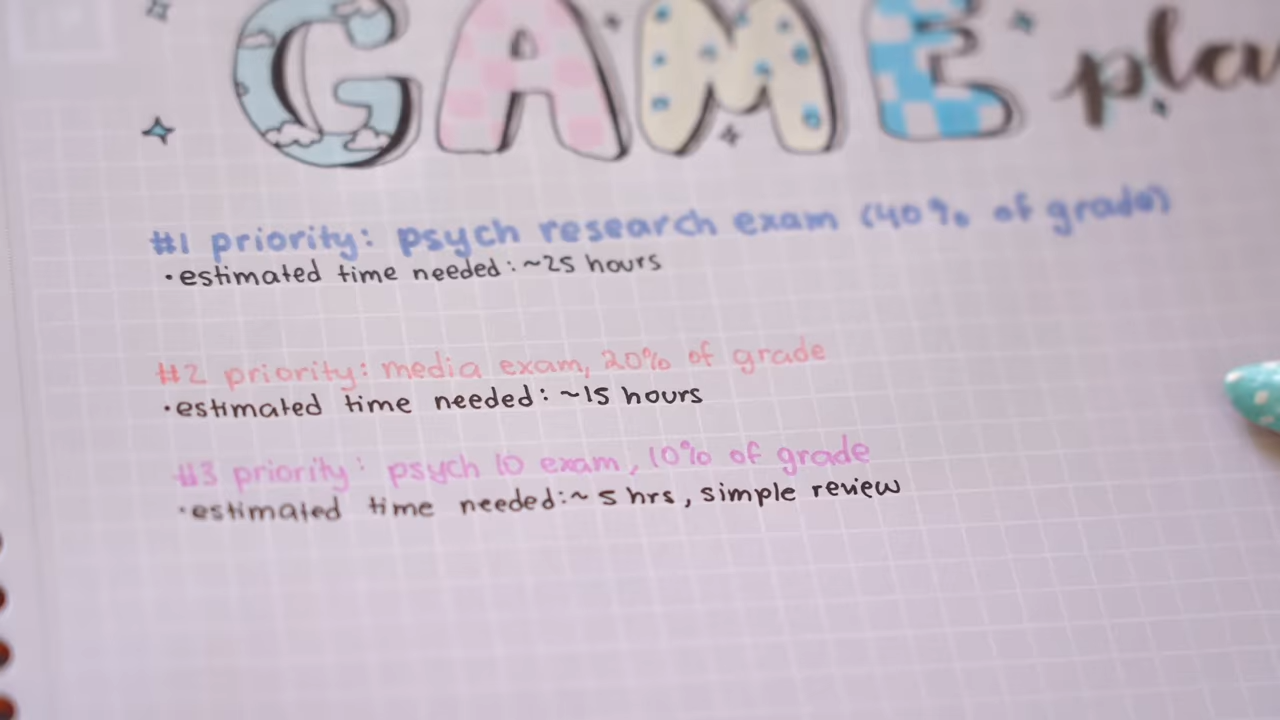 GAME pla
#1 priority: psych research exam (40% of grade)
•estimated time needed: ~25 hours
#2 priority: media exam, 20% of grade
•estimated time needed: ~15 hours
#3 priority: psych 10 exam, 10% of grade
•estimated time needed:~ 5 hrs, simple review